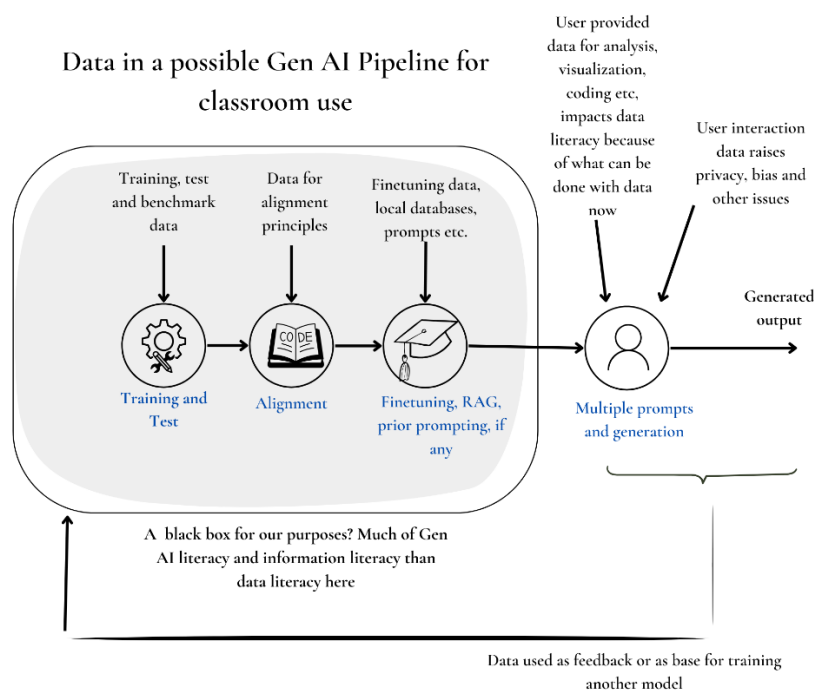 Data in a possible Gen AI Pipeline for
classroom use
User provided
data for analysis,
visualization,
coding etc,
impacts data
literacy because
of what can be
done with data
now
User interaction
data raises
privacy, bias and
other issues
Training, test
and benchmark
data
Data for
alignment
principles
Finetuning data,
local databases,
prompts etc.
Generated
output
CODE
Training and
Test
Alignment
Finetuning, RAG,
prior prompting, if
any
Multiple prompts
and generation
A black box for our purposes? Much of Gen
AI literacy and information literacy than
data literacy here
Data used as feedback or as base for training
another model